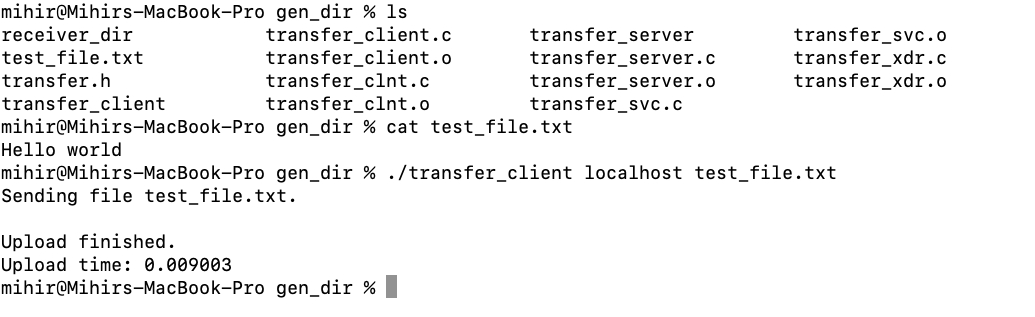 mihir@Mihirs-MacBook-Pro gen_dir % ls
receiver_dir transfer_client.c transfer_server transfer_svc.o
test_file.txt transfer_client.o transfer_server.c transfer_xdr.c
transfer.h transfer_clnt.c transfer_server.o transfer_xdr.o
transfer_client transfer_clnt.o transfer_svc.c
mihir@Mihirs-MacBook-Pro gen_dir % cat test_file.txt
Hello world
mihir@Mihirs-MacBook-Pro gen_dir % ./transfer_client localhost test_file.txt
Sending file test_file.txt.
Upload finished.
Upload time: 0.009003
mihir@Mihirs-MacBook-Pro gen_dir %